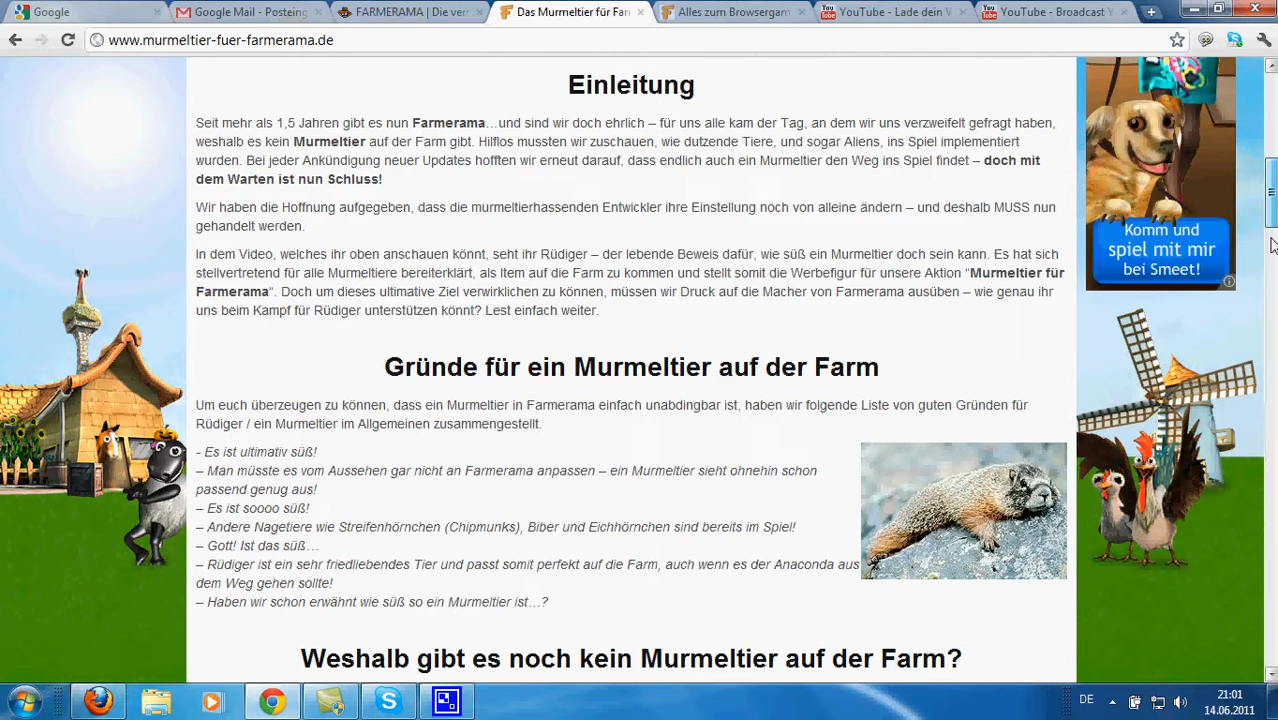 Google
Google Mail - Posteing
FARMERAMA | Die ver
Das Murmeltier für Far
Alles zum Browsergam
YouTube - Lade dein V
YouTube - Broadcast Y
www.murmeltier-fuer-farmerama.de
Einleitung
Seit mehr als 1,5 Jahren gibt es nun Farmerama…und sind wir doch ehrlich – für uns alle kam der Tag, an dem wir uns verzweifelt gefragt haben,
weshalb es kein Murmeltier auf der Farm gibt. Hilflos mussten wir zuschauen, wie dutzende Tiere, und sogar Aliens, ins Spiel implementiert
wurden. Bei jeder Ankündigung neuer Updates hofften wir erneut darauf, dass endlich auch ein Murmeltier den Weg ins Spiel findet – doch mit
dem Warten ist nun Schluss!
Wir haben die Hoffnung aufgegeben, dass die murmeltierhassenden Entwickler ihre Einstellung noch von alleine ändern – und deshalb MUSS nun
gehandelt werden.
In dem Video, welches ihr oben anschauen könnt, seht ihr Rüdiger – der lebende Beweis dafür, wie süß ein Murmeltier doch sein kann. Es hat sich
stellvertretend für alle Murmeltiere bereiterklärt, als Item auf die Farm zu kommen und stellt somit die Werbefigur für unsere Aktion “Murmeltier für
Farmerama“. Doch um dieses ultimative Ziel verwirklichen zu können, müssen wir Druck auf die Macher von Farmerama ausüben – wie genau ihr
uns beim Kampf für Rüdiger unterstützen könnt? Lest einfach weiter.
Komm und
spiel mit mir
bei Smeet!
Gründe für ein Murmeltier auf der Farm
Um euch überzeugen zu können, dass ein Murmeltier in Farmerama einfach unabdingbar ist, haben wir folgende Liste von guten Gründen für
Rüdiger / ein Murmeltier im Allgemeinen zusammengestellt.
- Es ist ultimativ süß!
– Man müsste es vom Aussehen gar nicht an Farmerama anpassen – ein Murmeltier sieht ohnehin schon
passend genug aus!
– Es ist soooo süß!
– Andere Nagetiere wie Streifenhörnchen (Chipmunks), Biber und Eichhörnchen sind bereits im Spiel!
– Gott! Ist das süß…
– Rüdiger ist ein sehr friedliebendes Tier und passt somit perfekt auf die Farm, auch wenn es der Anaconda aus
dem Weg gehen sollte!
– Haben wir schon erwähnt wie süß so ein Murmeltier ist…?
Weshalb gibt es noch kein Murmeltier auf der Farm?
DE
21:01
14.06.2011